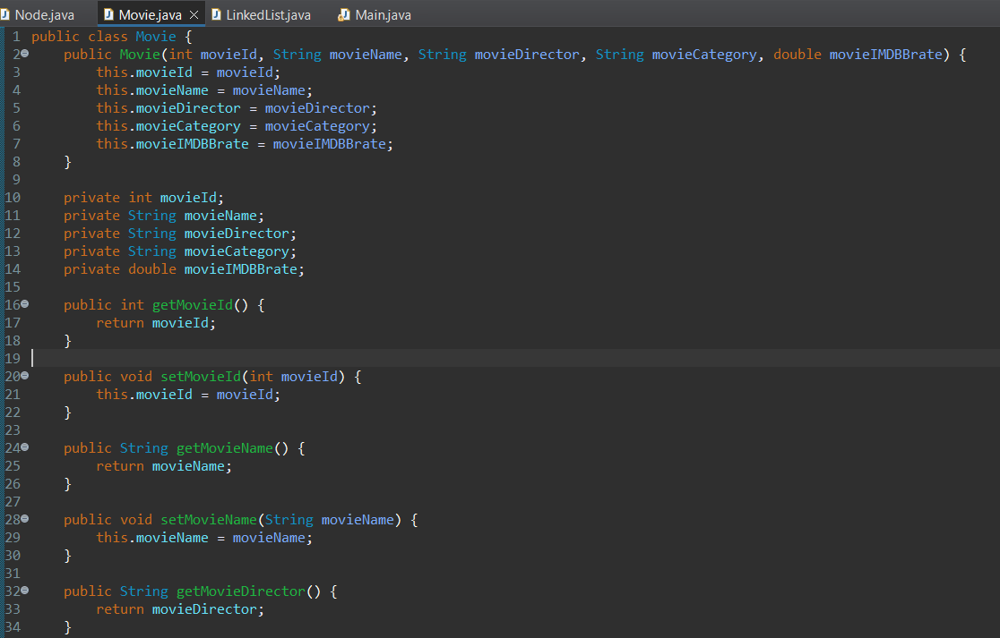 Node.java Movie.java LinkedList.java Main.java
1 public class Movie {
2 public Movie(int movieId, String movieName, String movieDirector, String movieCategory, double movieIMDBBrate) {
3 this.movieId = movieId;
4 this.movieName = movieName;
5 this.movieDirector = movieDirector;
6 this.movieCategory = movieCategory;
7 this.movieIMDBBrate = movieIMDBBrate;
8 }
9
10 private int movieId;
11 private String movieName;
12 private String movieDirector;
13 private String movieCategory;
14 private double movieIMDBBrate;
15
16 public int getMovieId() {
17 return movieId;
18 }
19
20 public void setMovieId(int movieId) {
21 this.movieId = movieId;
22 }
23
24 public String getMovieName() {
25 return movieName;
26 }
27
28 public void setMovieName(String movieName) {
29 this.movieName = movieName;
30 }
31
32 public String getMovieDirector() {
33 return movieDirector;
34 }